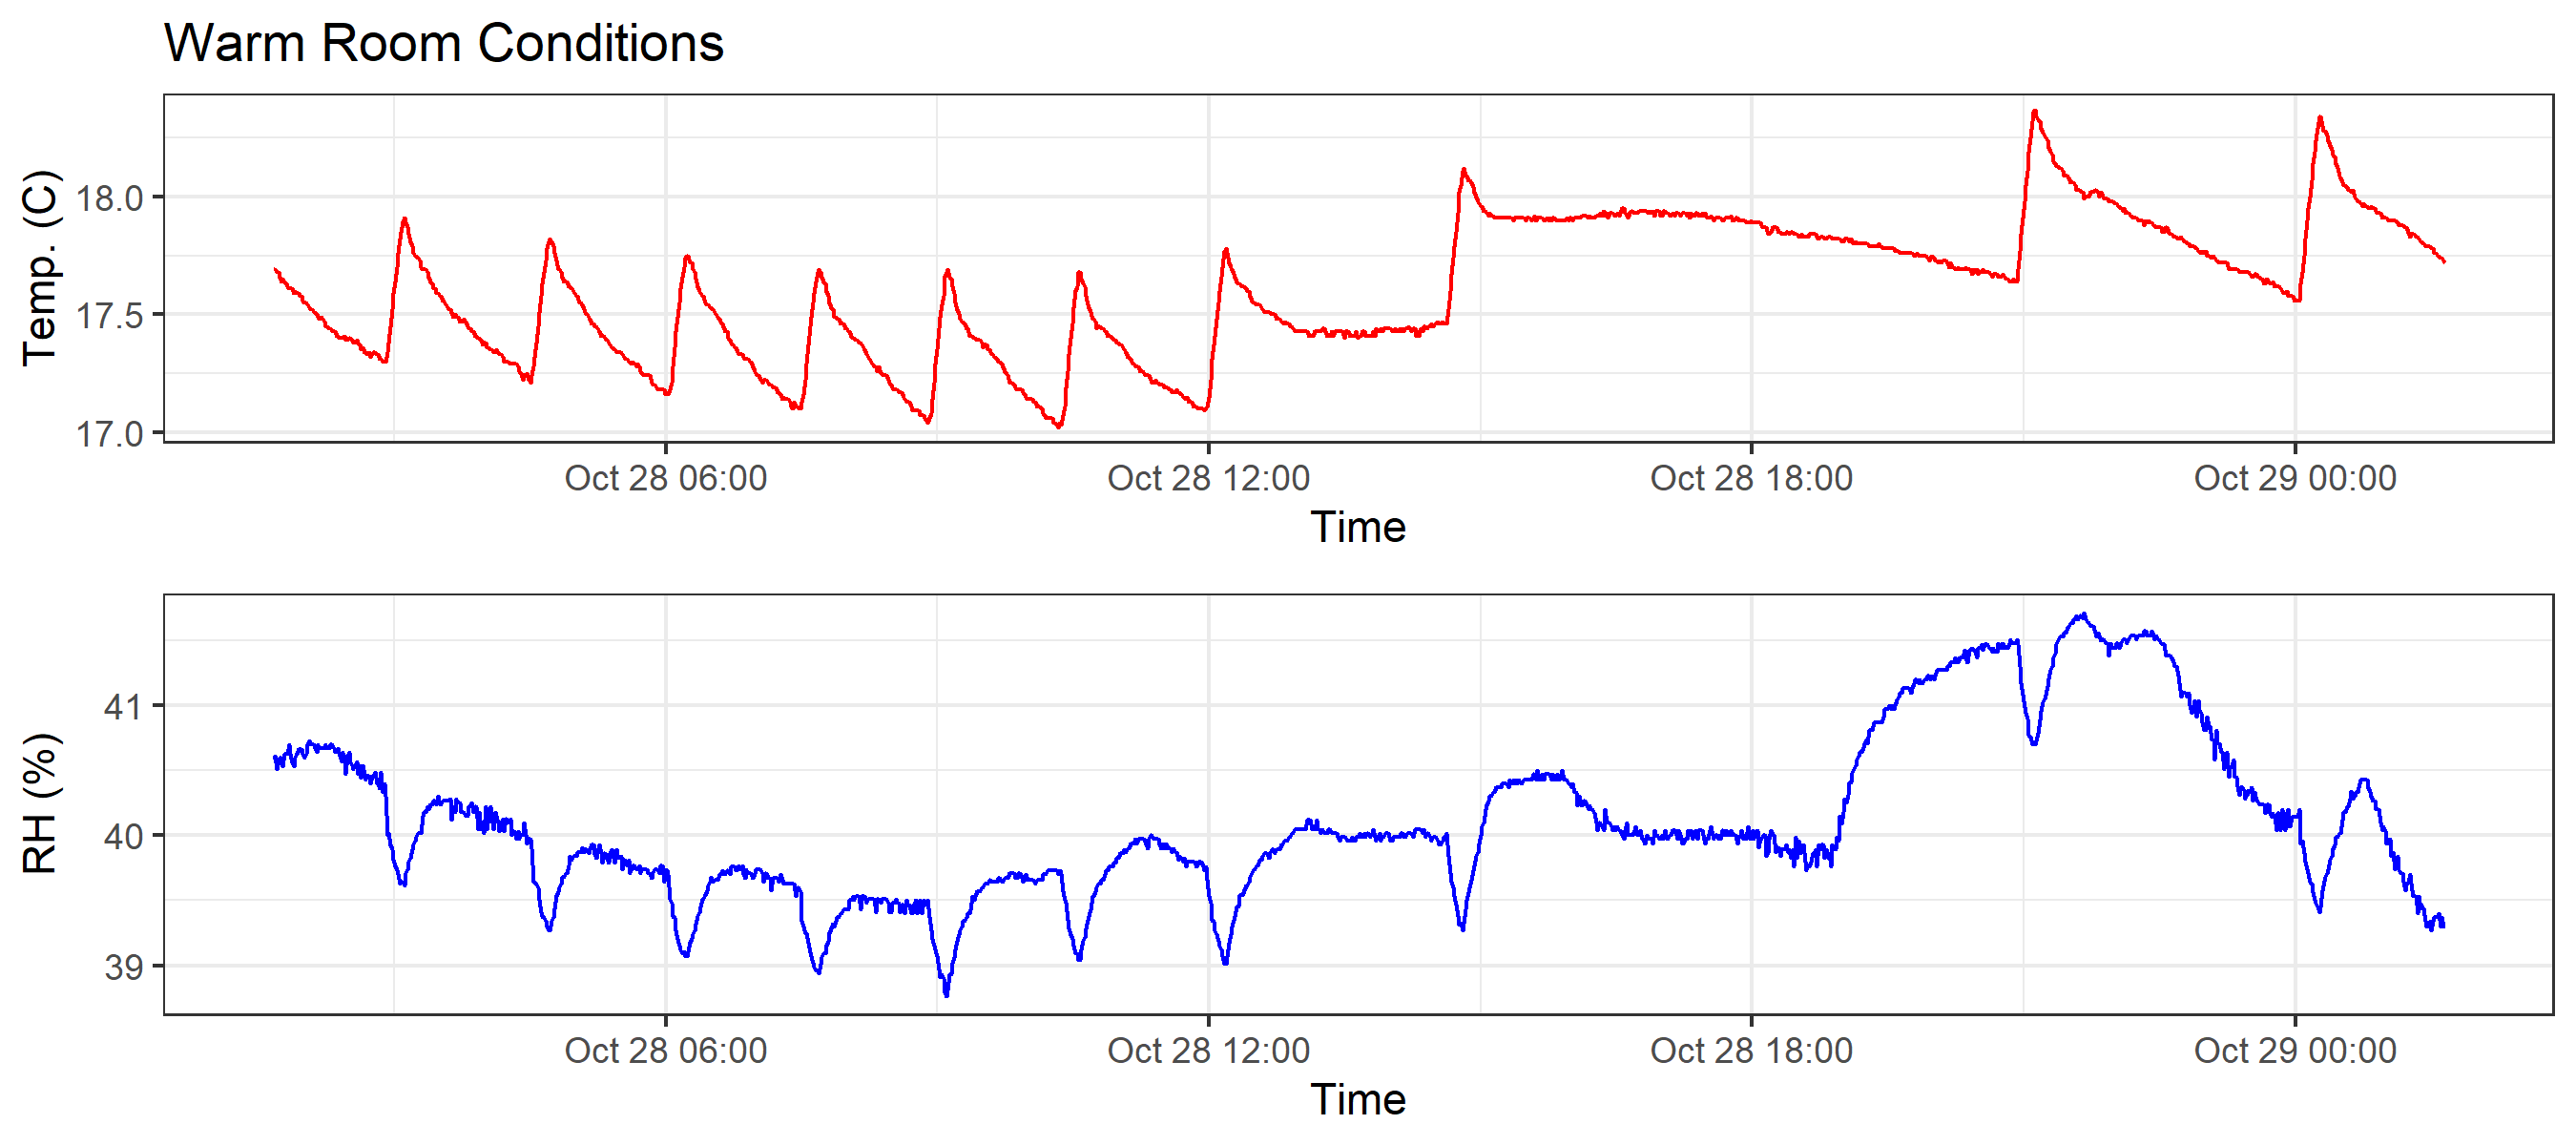 Warm Room Conditions
Temp. (C)
18.0
17.5
17.0
Oct 28 06:00 Oct 28 12:00 Oct 28 18:00 Oct 29 00:00
Time
RH (%)
41
40
39
Oct 28 06:00 Oct 28 12:00 Oct 28 18:00 Oct 29 00:00
Time